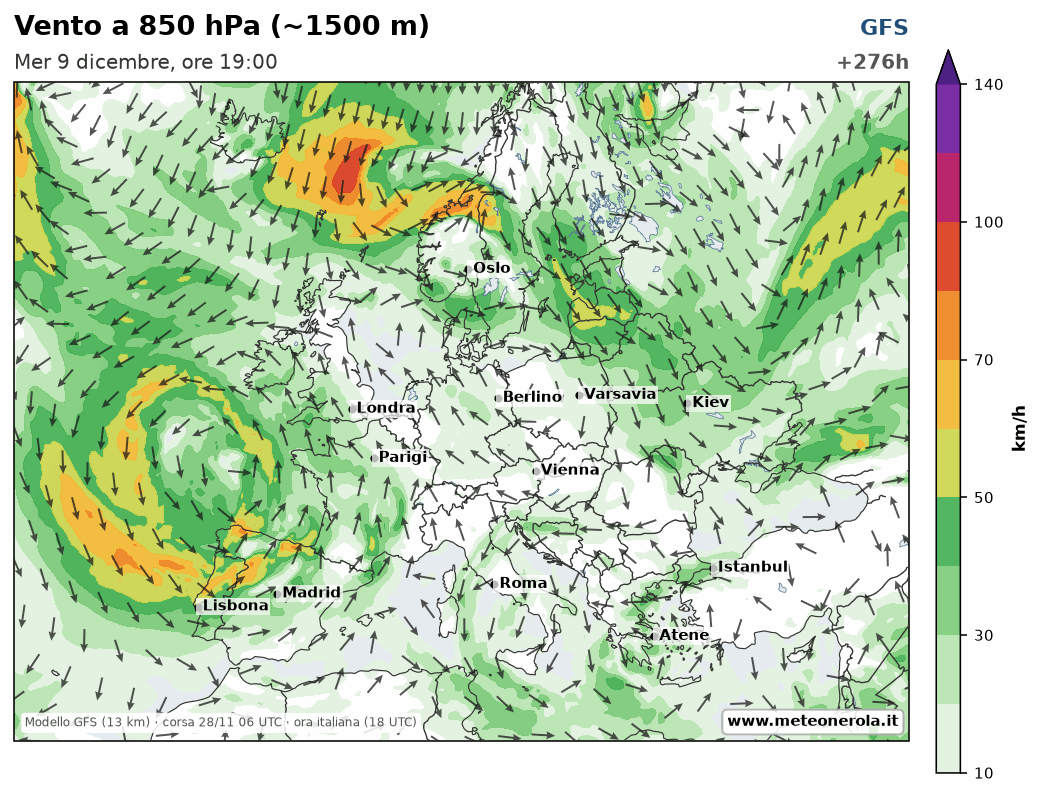 Vento a 850 hPa (~1500 m)
GFS
Mer 9 dicembre, ore 19:00
+276h
140
100
70
50
30
10
km/h
Oslo
Berlino
Varsavia
Kiev
Londra
Parigi
Vienna
Istanbul
Roma
Madrid
Lisbona
Atene
Modello GFS (13 km) · corsa 28/11 06 UTC · ora italiana (18 UTC)
www.meteonerola.it